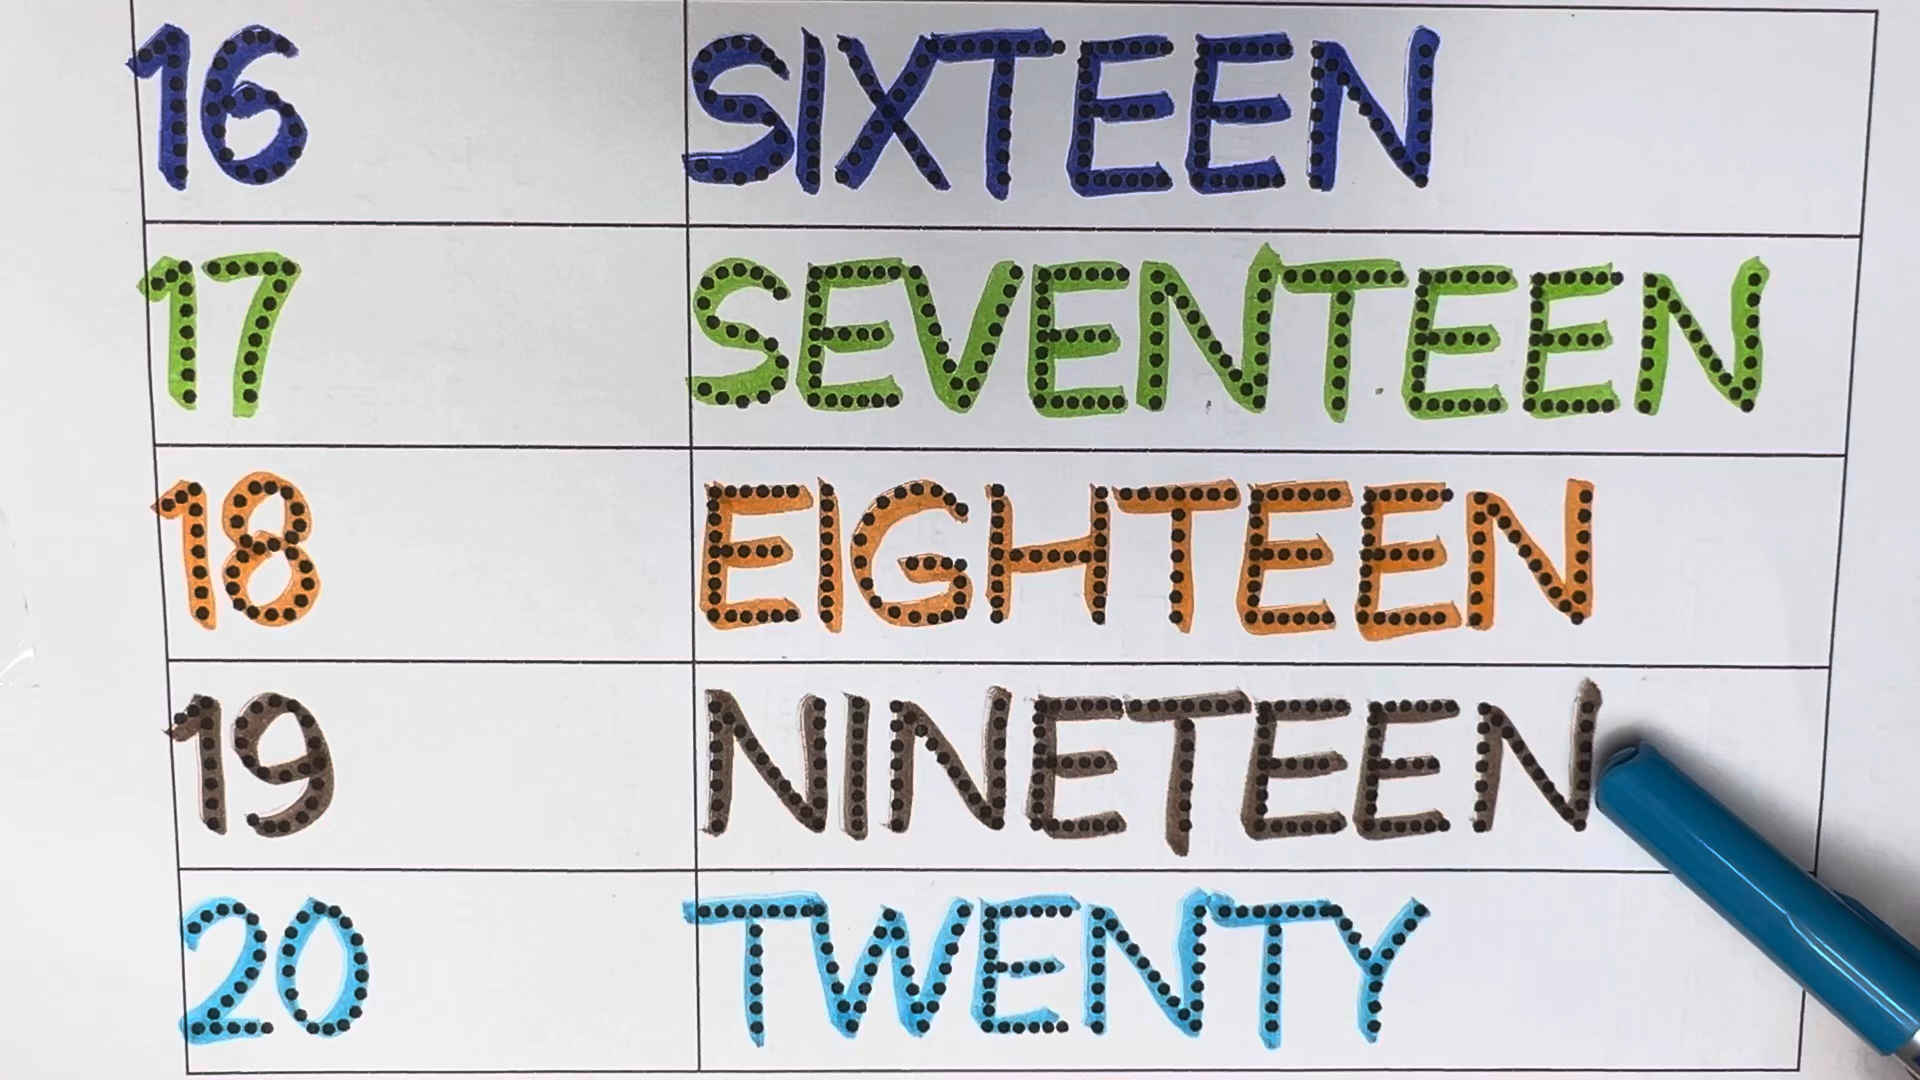 16 SIXTEEN
17 SEVENTEEN
18 EIGHTEEN
19 NINETEEN
20 TWENTY